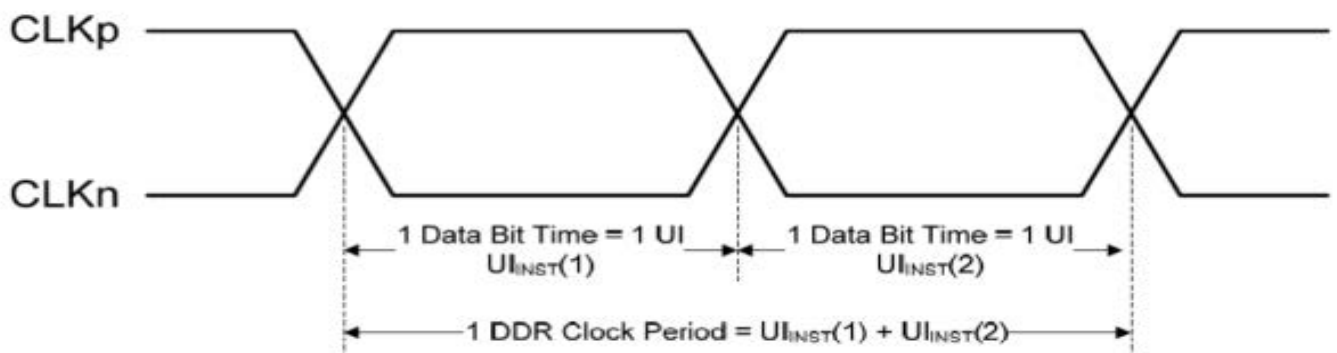 CLKp
CLKn
1 Data Bit Time = 1 UI
UIINST(1)
1 Data Bit Time = 1 UI
UIINST(2)
1 DDR Clock Period = UIINST(1) + UIINST(2)